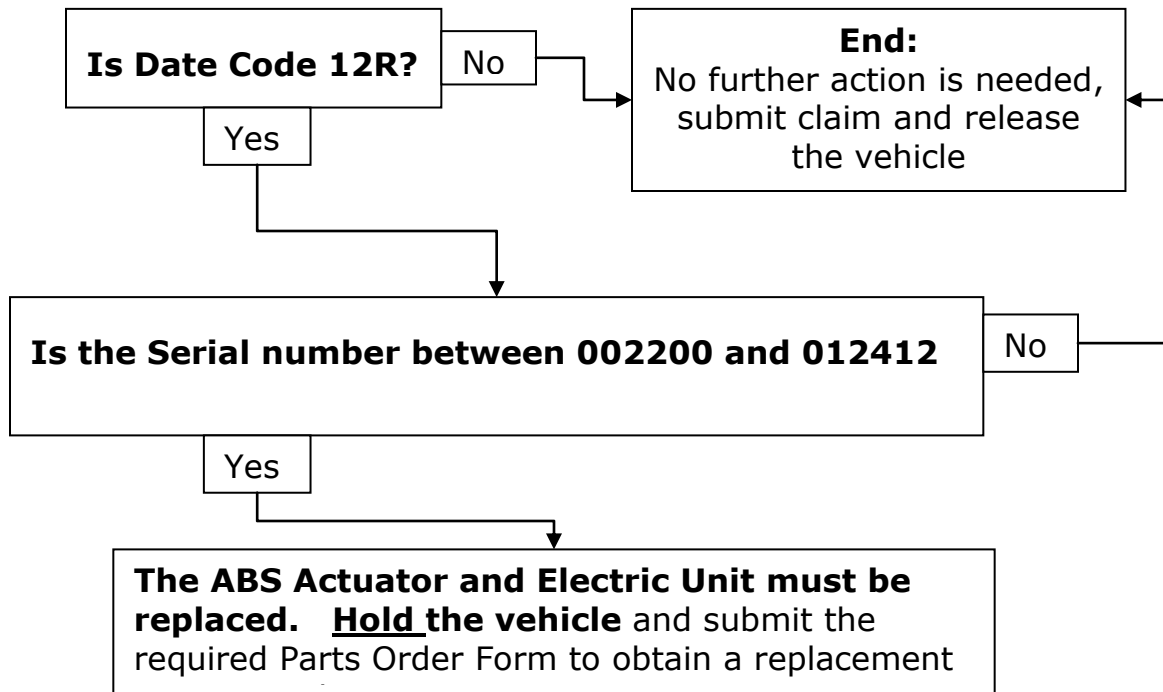 Is Date Code 12R?
No
End:
No further action is needed,
submit claim and release
the vehicle
Yes
Is the Serial number between 002200 and 012412
No
Yes
The ABS Actuator and Electric Unit must be
replaced. Hold the vehicle and submit the
required Parts Order Form to obtain a replacement